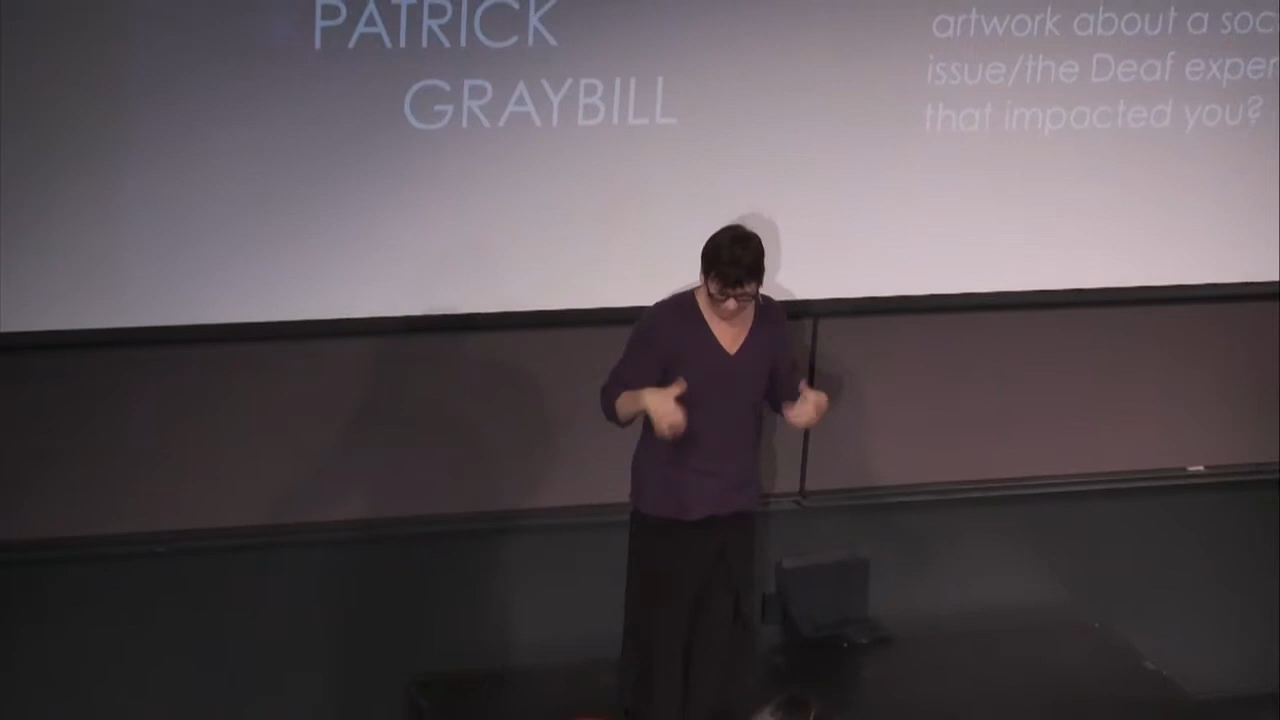 PATRICK
GRAYBILL
artwork about a soc
issue/the Deaf exper
that impacted you?